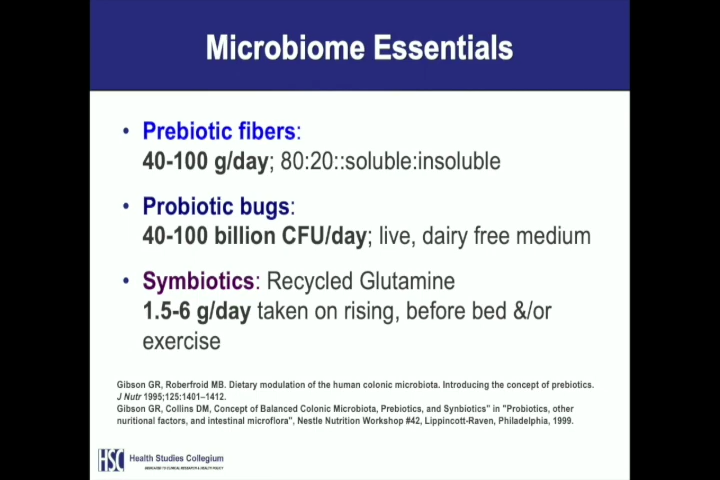 Microbiome Essentials
• Prebiotic fibers:
40-100 g/day; 80:20::soluble:insoluble
• Probiotic bugs:
40-100 billion CFU/day; live, dairy free medium
• Symbiotics: Recycled Glutamine
1.5-6 g/day taken on rising, before bed &/or
exercise
Gibson GR, Roberfroid MB. Dietary modulation of the human colonic microbiota. Introducing the concept of prebiotics.
J Nutr 1995;125:1401–1412.
Gibson GR, Collins DM, Concept of Balanced Colonic Microbiota, Prebiotics, and Synbiotics" in "Probiotics, other
nuritional factors, and intestinal microflora", Nestle Nutrition Workshop #42, Lippincott-Raven, Philadelphia, 1999.
HSC Health Studies Collegium